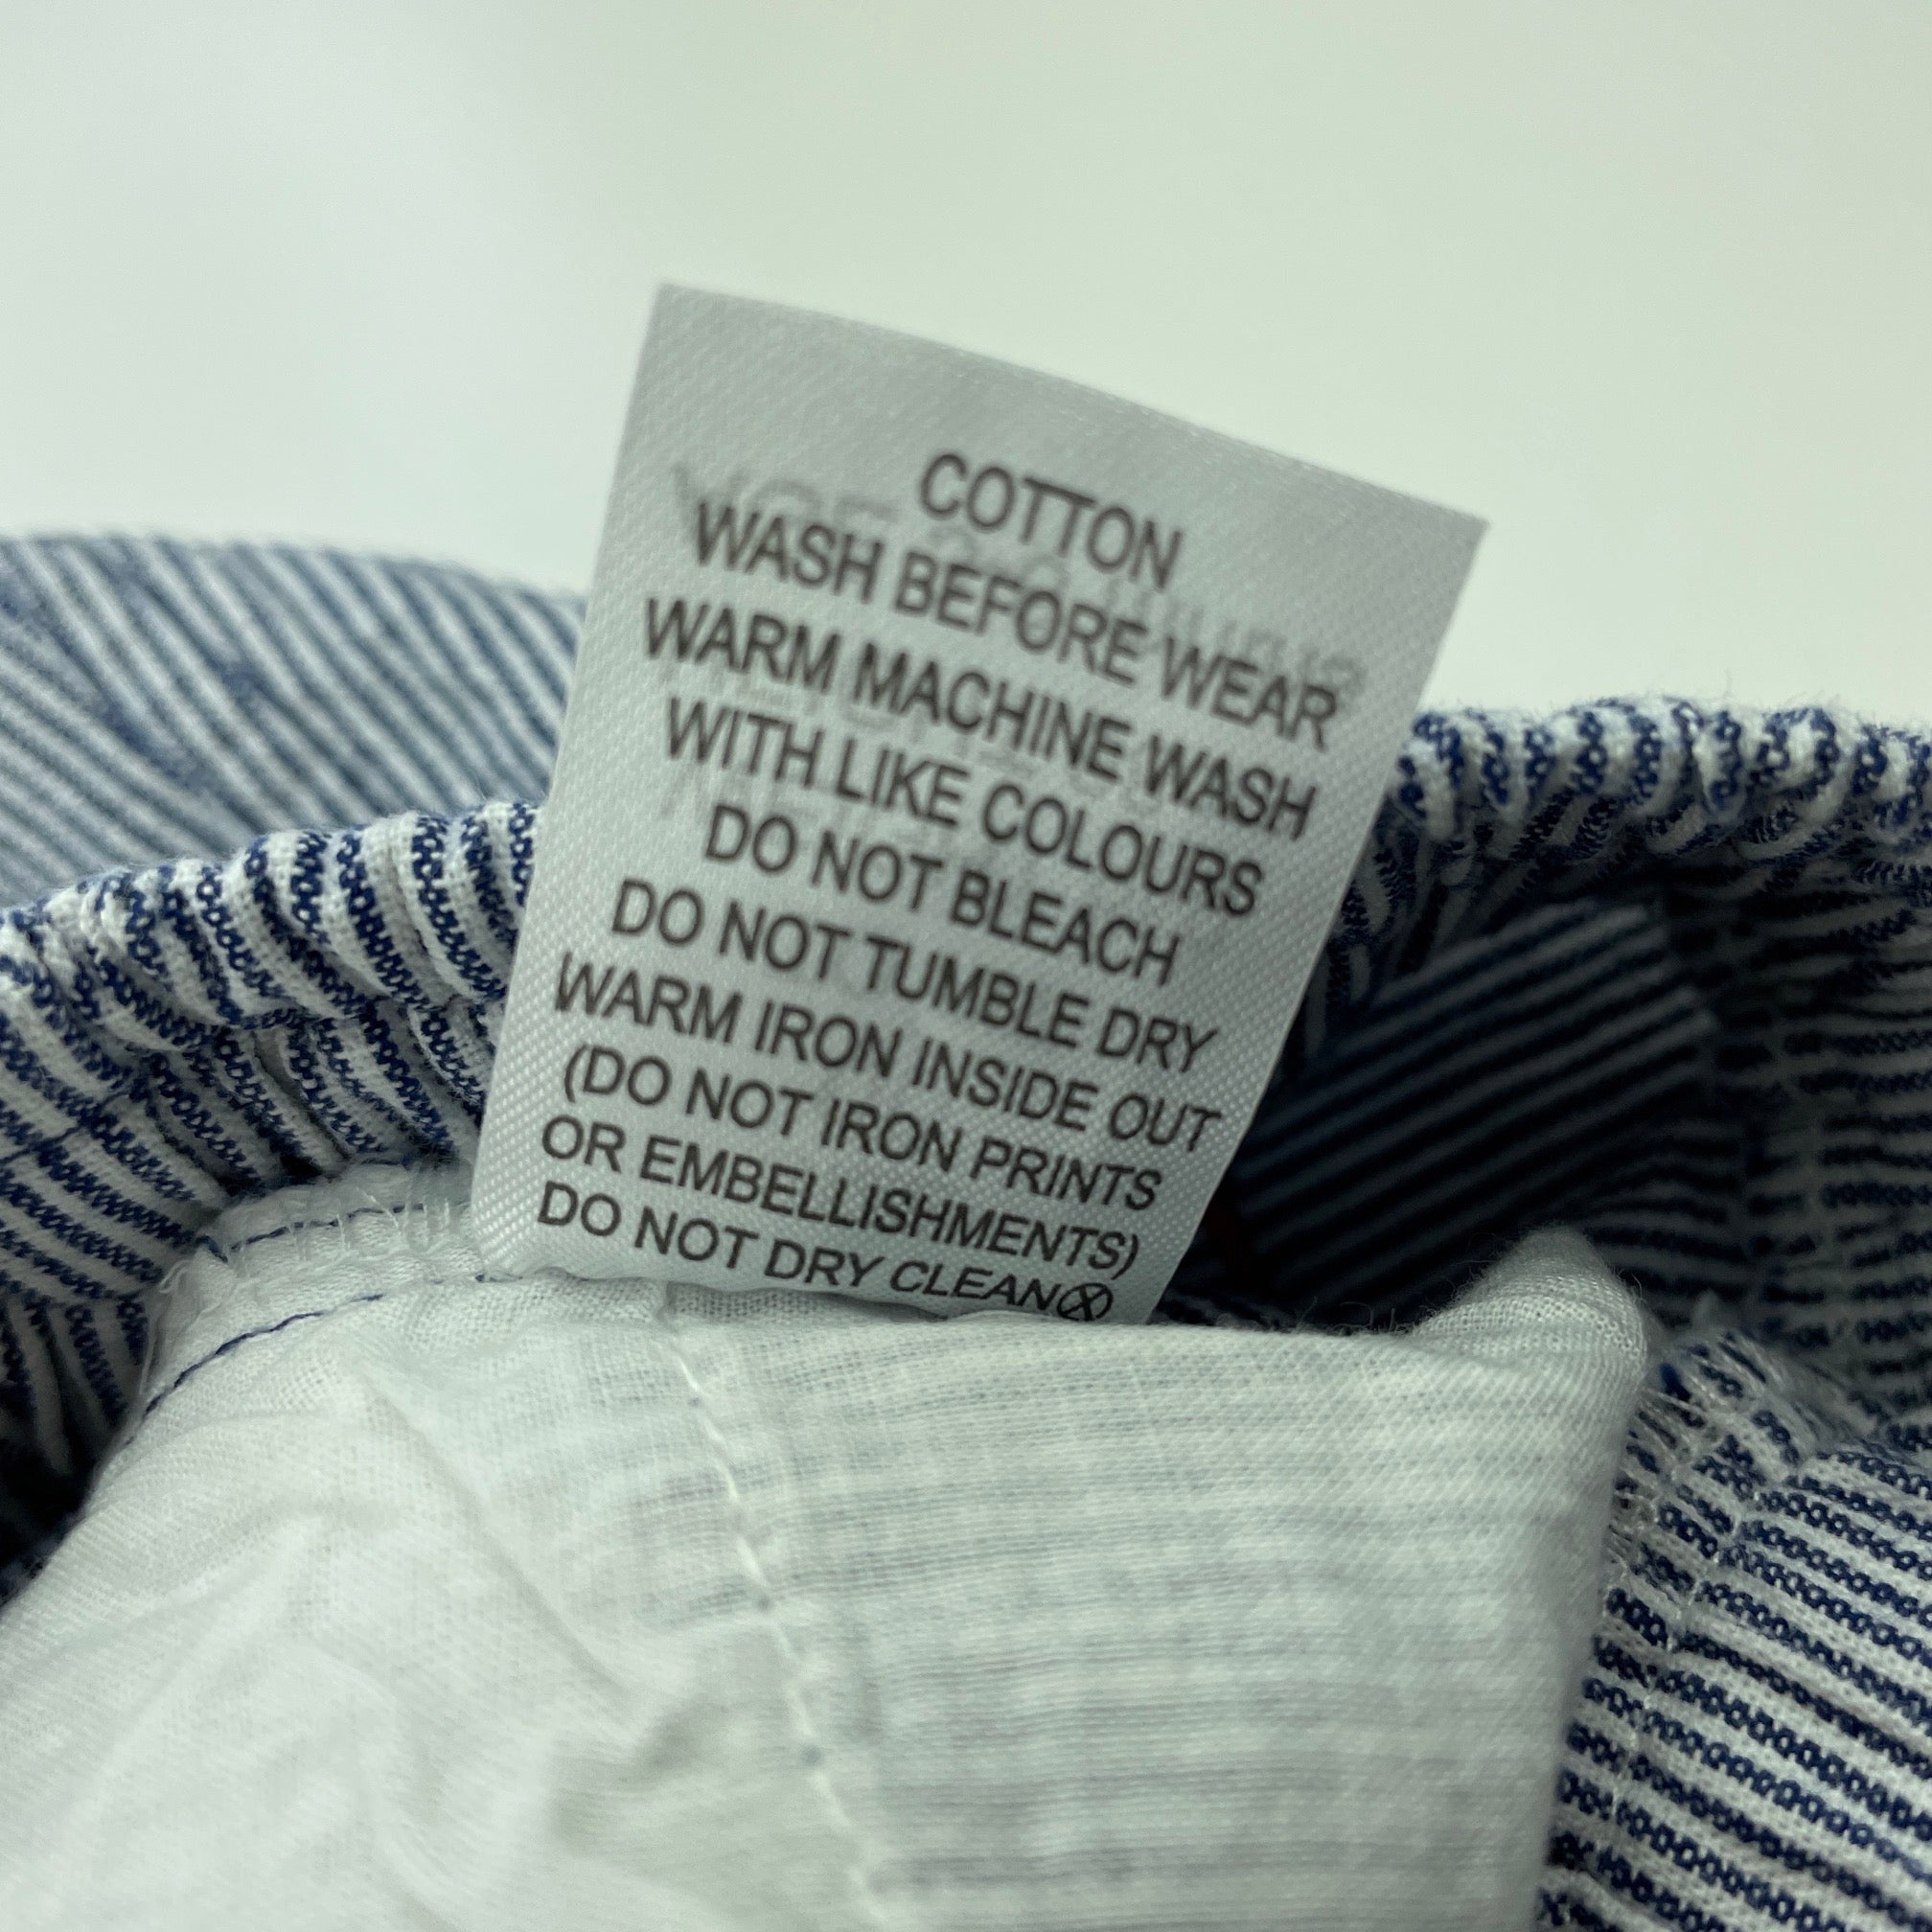 COTTON
WASH BEFORE WEAR
WARM MACHINE WASH
WITH LIKE COLOURS
DO NOT BLEACH
DO NOT TUMBLE DRY
WARM IRON INSIDE OUT
(DO NOT IRON PRINTS
OR EMBELLISHMENTS)
DO NOT DRY CLEAN